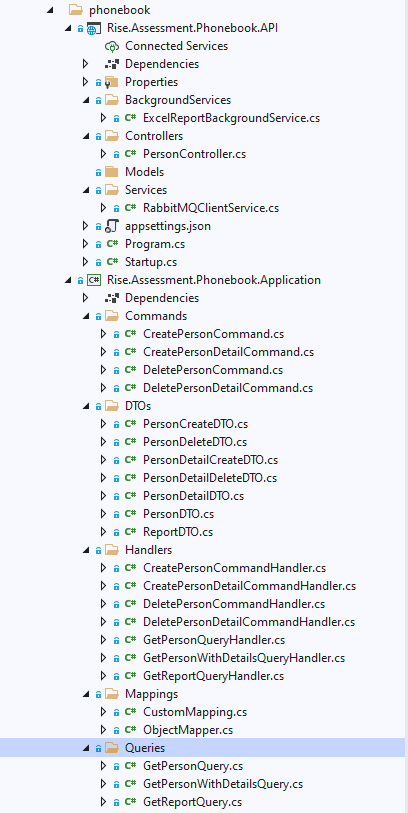 phonebook
Rise.Assessment.Phonebook.API
Connected Services
Dependencies
Properties
BackgroundServices
C# ExcelReportBackgroundService.cs
Controllers
C# PersonController.cs
Models
Services
C# RabbitMQClientService.cs
appsettings.json
C# Program.cs
C# Startup.cs
C# Rise.Assessment.Phonebook.Application
Dependencies
Commands
C# CreatePersonCommand.cs
C# CreatePersonDetailCommand.cs
C# DeletePersonCommand.cs
C# DeletePersonDetailCommand.cs
DTOs
C# PersonCreateDTO.cs
C# PersonDeleteDTO.cs
C# PersonDetailCreateDTO.cs
C# PersonDetailDeleteDTO.cs
C# PersonDetailDTO.cs
C# PersonDTO.cs
C# ReportDTO.cs
Handlers
C# CreatePersonCommandHandler.cs
C# CreatePersonDetailCommandHandler.cs
C# DeletePersonCommandHandler.cs
C# DeletePersonDetailCommandHandler.cs
C# GetPersonQueryHandler.cs
C# GetPersonWithDetailsQueryHandler.cs
C# GetReportQueryHandler.cs
Mappings
C# CustomMapping.cs
C# ObjectMapper.cs
Queries
C# GetPersonQuery.cs
C# GetPersonWithDetailsQuery.cs
C# GetReportQuery.cs